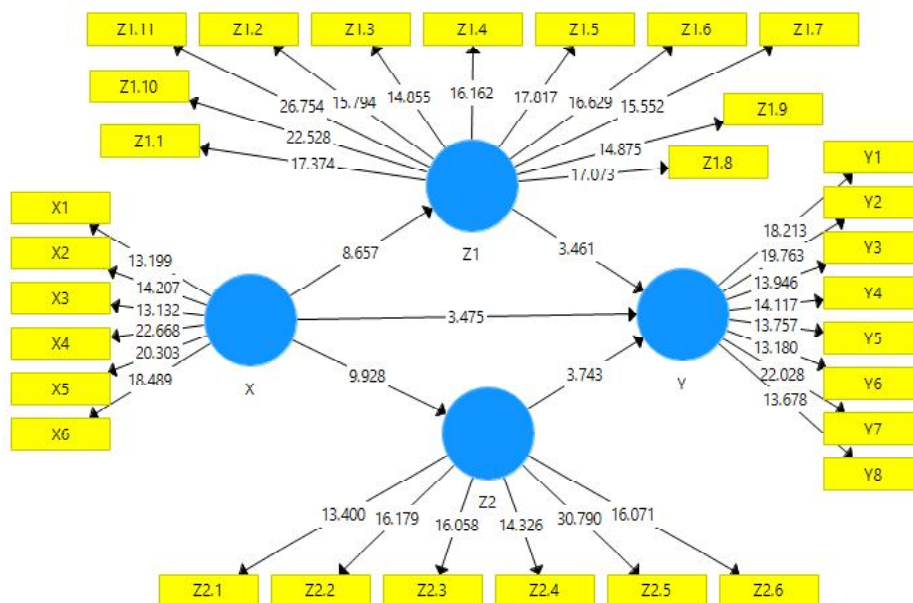 Z1.11 Z1.2 Z1.3 Z1.4 Z1.5 Z1.6 Z1.7
Z1.10
26.754 15.794 14.055 16.162 17.817 16.629 15.552
Z1.9
22.528
14.875
Z1.1
17.374
17.073
Z1.8
Y1
X1
Z1
Y2
18.213
X2
13.199
8.657
3.461
19.763
Y3
14.207
13.946
X3
13.132
14.117
Y4
3.475
X4
22.668
13.757
Y5
20.303
13.180
X5
18.489
X
9.928
3.743
Y
22.028
Y6
13.678
X6
Y7
Y8
Z2
13.400 16.179 16.058 14.326 30.790 16.071
Z2.1 Z2.2 Z2.3 Z2.4 Z2.5 Z2.6